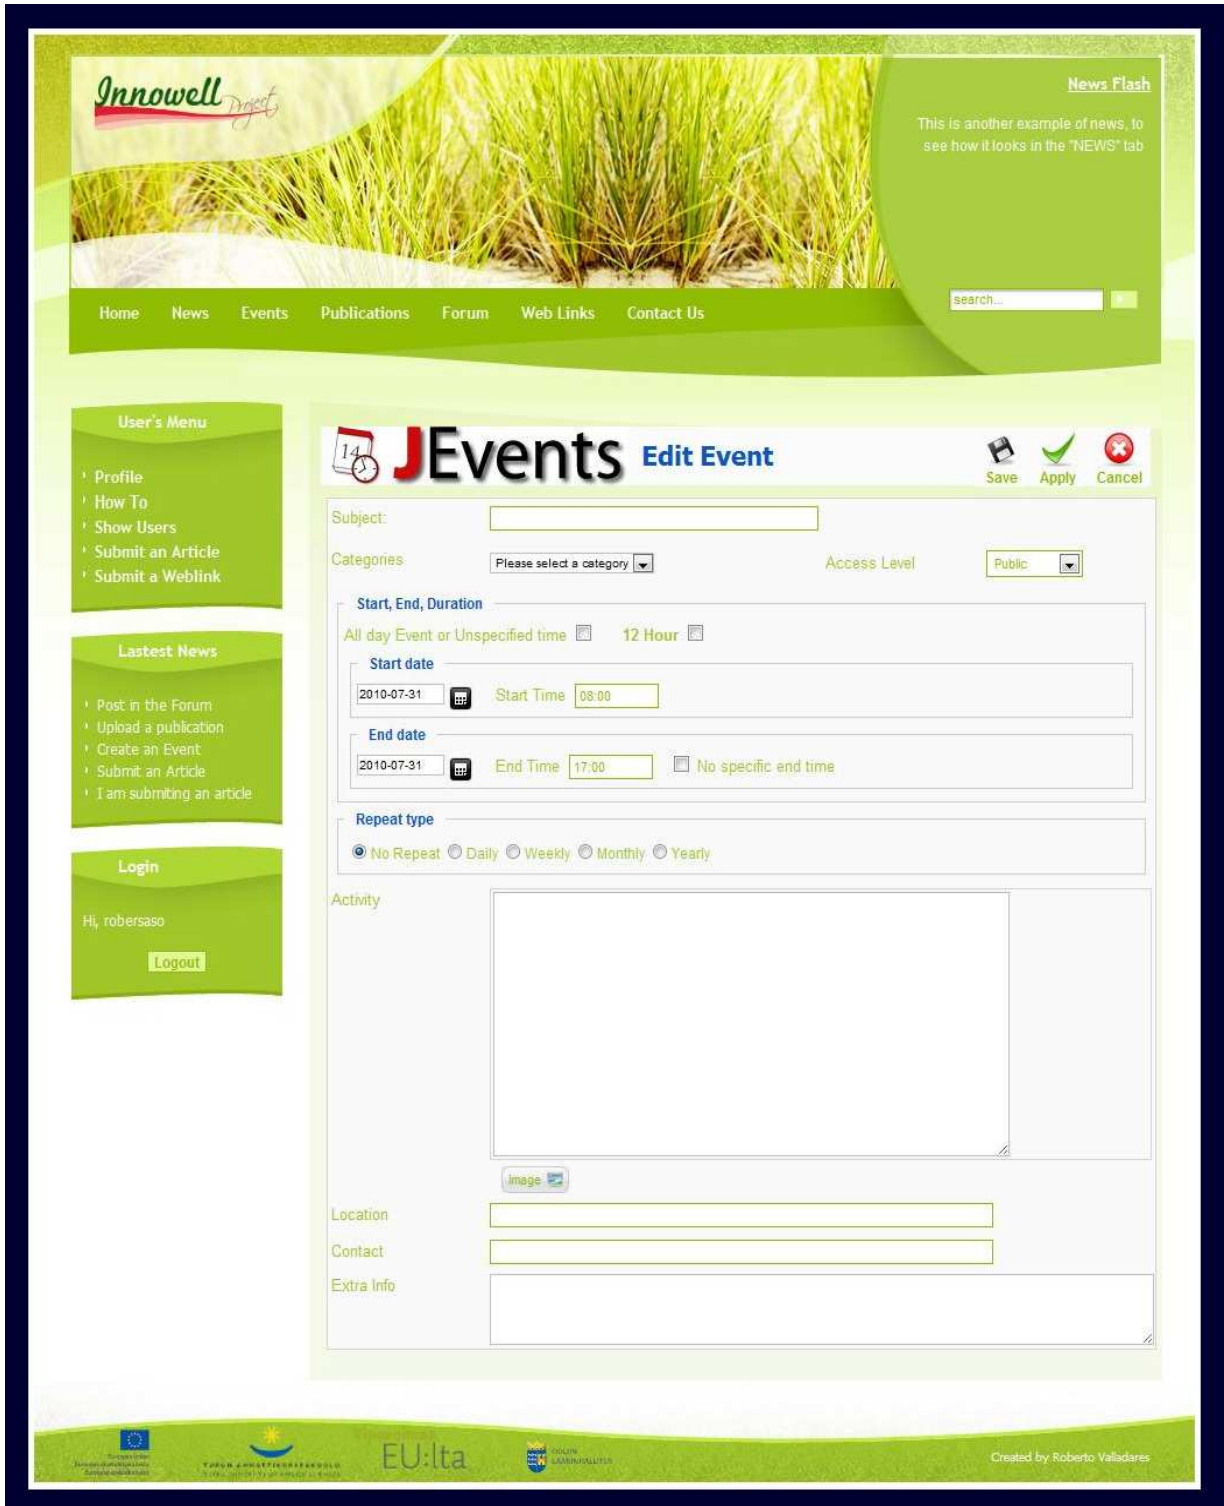 Innowell Project
News Flash
This is another example of news, to
see how it looks in the "NEWS" tab
search...
Home News Events Publications Forum Web Links Contact Us
User's Menu
Profile
How To
Show Users
Submit an Article
Submit a Weblink
Lastest News
Post in the Forum
Upload a publication
Create an Event
Submit an Article
I am submiting an article
Login
Hi, robersaso
Logout
14
JEvents Edit Event
Save Apply Cancel
Subject:
Categories Please select a category Access Level Public
Start, End, Duration
All day Event or Unspecified time 12 Hour
Start date
2010-07-31 Start Time 08:00
End date
2010-07-31 End Time 17:00 No specific end time
Repeat type
No Repeat Daily Weekly Monthly Yearly
Activity
Image
Location
Contact
Extra Info
EU:lta
Created by Roberto Valladares